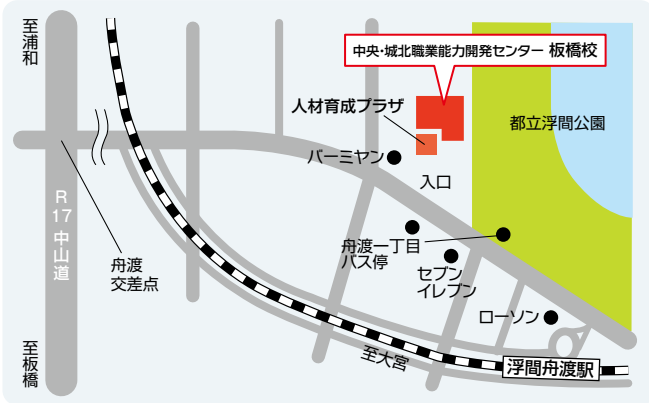 至浦和
中央・城北職業能力開発センター 板橋校
人材育成プラザ
都立浮間公園
バーミヤン
入口
R17中山道
舟渡
交差点
舟渡一丁目
バス停
セブン
イレブン
ローソン
至大宮
至板橋
浮間舟渡駅